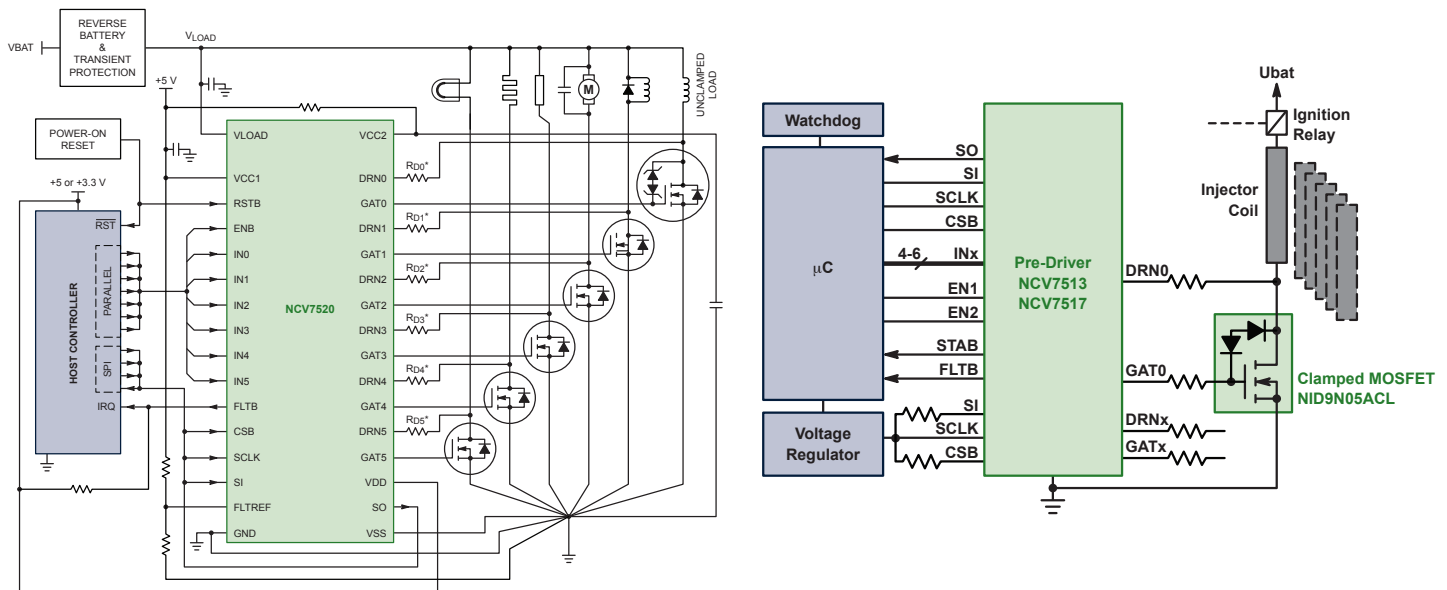 REVERSE
BATTERY
&
TRANSIENT
PROTECTION
VBAT
VLOAD
+5 V
UNCLAMPED
LOAD
M
POWER-ON
RESET
+5 or +3.3 V
HOST CONTROLLER
RST
PARALLEL
SPI
IRQ
NCV7520
VLOAD
VCC1
RSTB
ENB
IN0
IN1
IN2
IN3
IN4
IN5
FLTB
CSB
SCLK
SI
FLTREF
GND
VCC2
DRN0
GAT0
DRN1
GAT1
DRN2
GAT2
DRN3
GAT3
DRN4
GAT4
DRN5
GAT5
VDD
SO
VSS
RD0*
RD1*
RD2*
RD3*
RD4*
RD5*
Watchdog
µC
Voltage
Regulator
SO
SI
SCLK
CSB
4-6 INx
EN1
EN2
STAB
FLTB
SI
SCLK
CSB
Pre-Driver
NCV7513
NCV7517
DRN0
GAT0
DRNx
GATx
Ubat
Ignition
Relay
Injector
Coil
Clamped MOSFET
NID9N05ACL